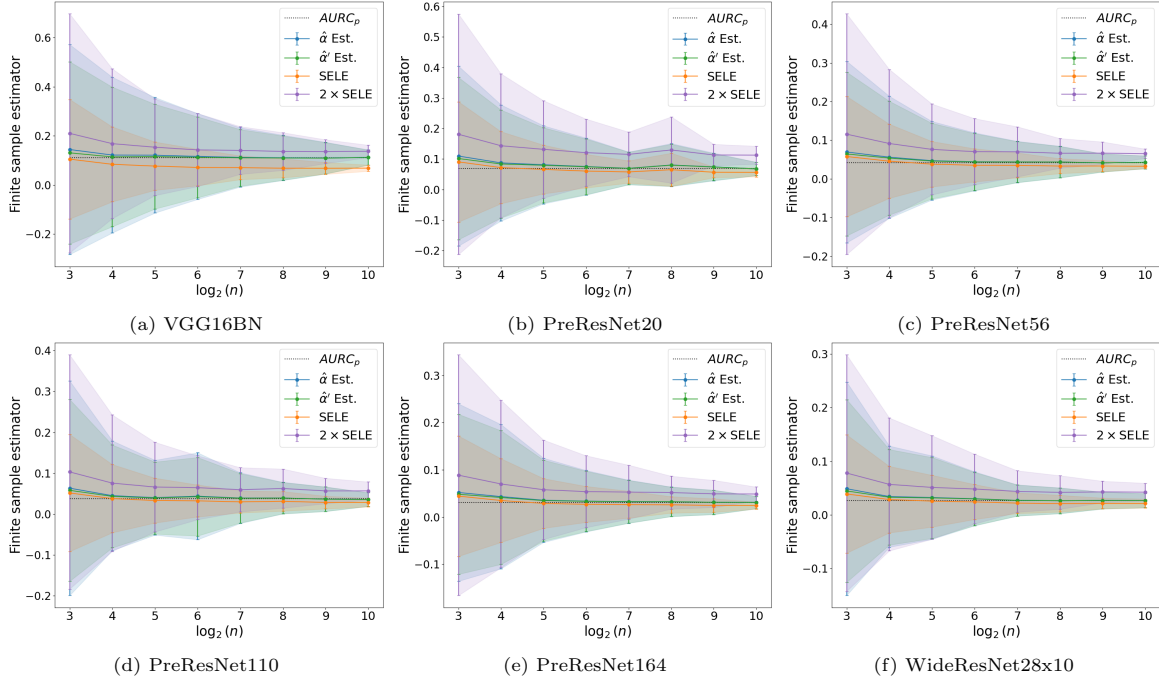 Finite sample estimator
0.6
0.4
0.2
0.0
−0.2
3 4 5 6 7 8 9 10
log₂ (n)
AURCₚ
α̂ Est.
α̂′ Est.
SELE
2 × SELE
(a) VGG16BN
Finite sample estimator
0.6
0.5
0.4
0.3
0.2
0.1
0.0
−0.1
−0.2
3 4 5 6 7 8 9 10
log₂ (n)
AURCₚ
α̂ Est.
α̂′ Est.
SELE
2 × SELE
(b) PreResNet20
Finite sample estimator
0.4
0.3
0.2
0.1
0.0
−0.1
−0.2
3 4 5 6 7 8 9 10
log₂ (n)
AURCₚ
α̂ Est.
α̂′ Est.
SELE
2 × SELE
(c) PreResNet56
Finite sample estimator
0.4
0.3
0.2
0.1
0.0
−0.1
−0.2
3 4 5 6 7 8 9 10
log₂ (n)
AURCₚ
α̂ Est.
α̂′ Est.
SELE
2 × SELE
(d) PreResNet110
Finite sample estimator
0.3
0.2
0.1
0.0
−0.1
3 4 5 6 7 8 9 10
log₂ (n)
AURCₚ
α̂ Est.
α̂′ Est.
SELE
2 × SELE
(e) PreResNet164
Finite sample estimator
0.3
0.2
0.1
0.0
−0.1
3 4 5 6 7 8 9 10
log₂ (n)
AURCₚ
α̂ Est.
α̂′ Est.
SELE
2 × SELE
(f) WideResNet28x10